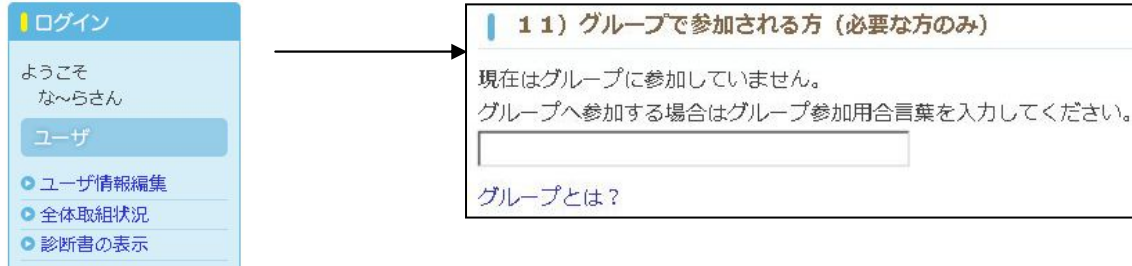 ログイン
ようこそ
な～らさん
ユーザ
ユーザ情報編集
全体取組状況
診断書の表示
１１）グループで参加される方（必要な方のみ）
現在はグループに参加していません。
グループへ参加する場合はグループ参加用合言葉を入力してください。
グループとは？